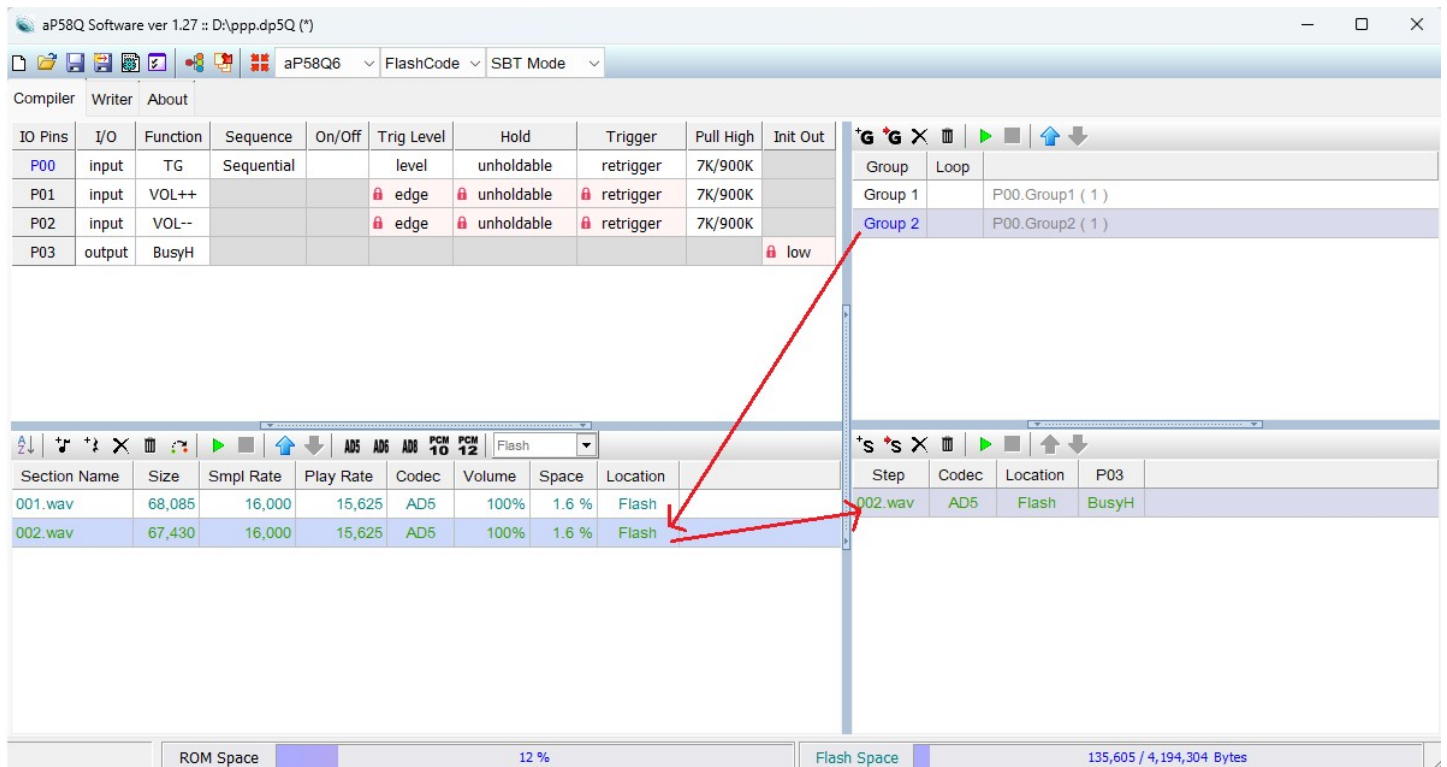 aP58Q Software ver 1.27 :: D:\ppp.dp5Q (*)
aP58Q6 FlashCode SBT Mode
Compiler Writer About
IO Pins I/O Function Sequence On/Off Trig Level Hold Trigger Pull High Init Out
P00 input TG Sequential level unholdable retrigger 7K/900K
P01 input VOL++ edge unholdable retrigger 7K/900K
P02 input VOL-- edge unholdable retrigger 7K/900K
P03 output BusyH low
+G +G
Group Loop
Group 1 P00.Group1 ( 1 )
Group 2 P00.Group2 ( 1 )
AZ AD5 AD6 AD8 PCM 10 PCM 12 Flash
Section Name Size Smpl Rate Play Rate Codec Volume Space Location
001.wav 68,085 16,000 15,625 AD5 100% 1.6 % Flash
002.wav 67,430 16,000 15,625 AD5 100% 1.6 % Flash
+S +S
Step Codec Location P03
002.wav AD5 Flash BusyH
ROM Space 12 % Flash Space 135,605 / 4,194,304 Bytes